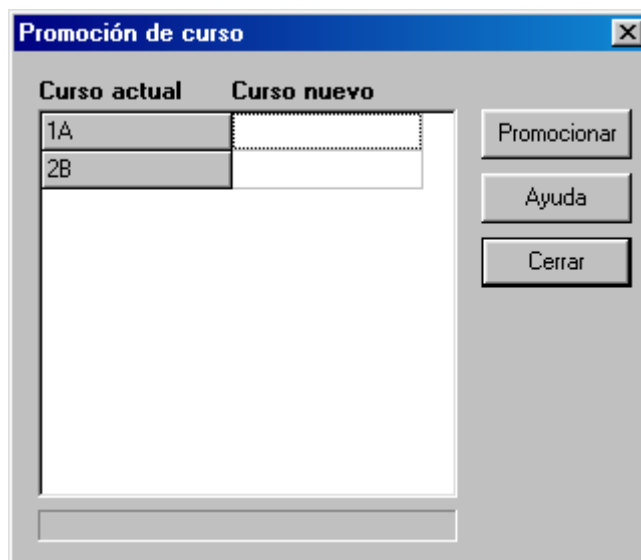 Promoción de curso
Curso actual Curso nuevo
1A
2B
Promocionar
Ayuda
Cerrar